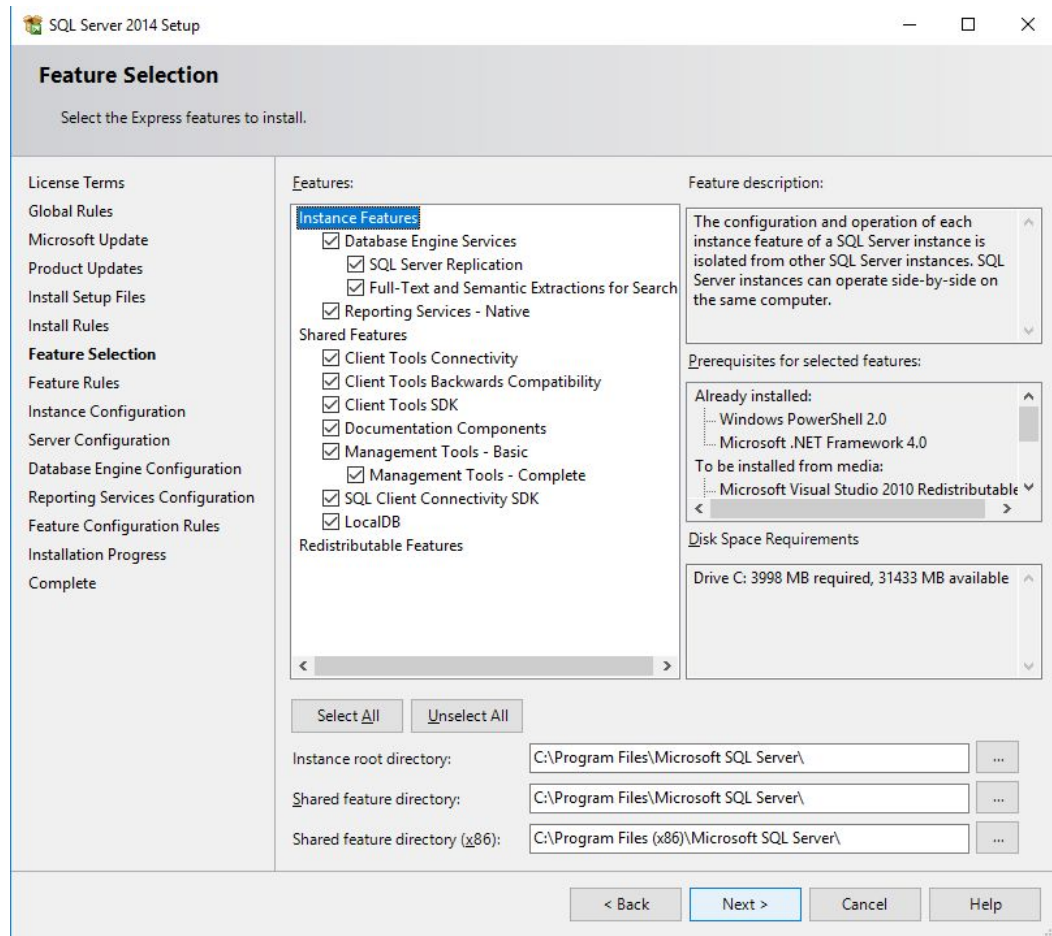 SQL Server 2014 Setup
Feature Selection
Select the Express features to install.
License Terms
Global Rules
Microsoft Update
Product Updates
Install Setup Files
Install Rules
Feature Selection
Feature Rules
Instance Configuration
Server Configuration
Database Engine Configuration
Reporting Services Configuration
Feature Configuration Rules
Installation Progress
Complete
Features:
Instance Features
Database Engine Services
SQL Server Replication
Full-Text and Semantic Extractions for Search
Reporting Services - Native
Shared Features
Client Tools Connectivity
Client Tools Backwards Compatibility
Client Tools SDK
Documentation Components
Management Tools - Basic
Management Tools - Complete
SQL Client Connectivity SDK
LocalDB
Redistributable Features
Feature description:
The configuration and operation of each
instance feature of a SQL Server instance is
isolated from other SQL Server instances. SQL
Server instances can operate side-by-side on
the same computer.
Prerequisites for selected features:
Already installed:
Windows PowerShell 2.0
Microsoft .NET Framework 4.0
To be installed from media:
Microsoft Visual Studio 2010 Redistributable
Disk Space Requirements
Drive C: 3998 MB required, 31433 MB available
Select All
Unselect All
Instance root directory:
C:\Program Files\Microsoft SQL Server\
...
Shared feature directory:
C:\Program Files\Microsoft SQL Server\
...
Shared feature directory (x86):
C:\Program Files (x86)\Microsoft SQL Server\
...
< Back
Next >
Cancel
Help